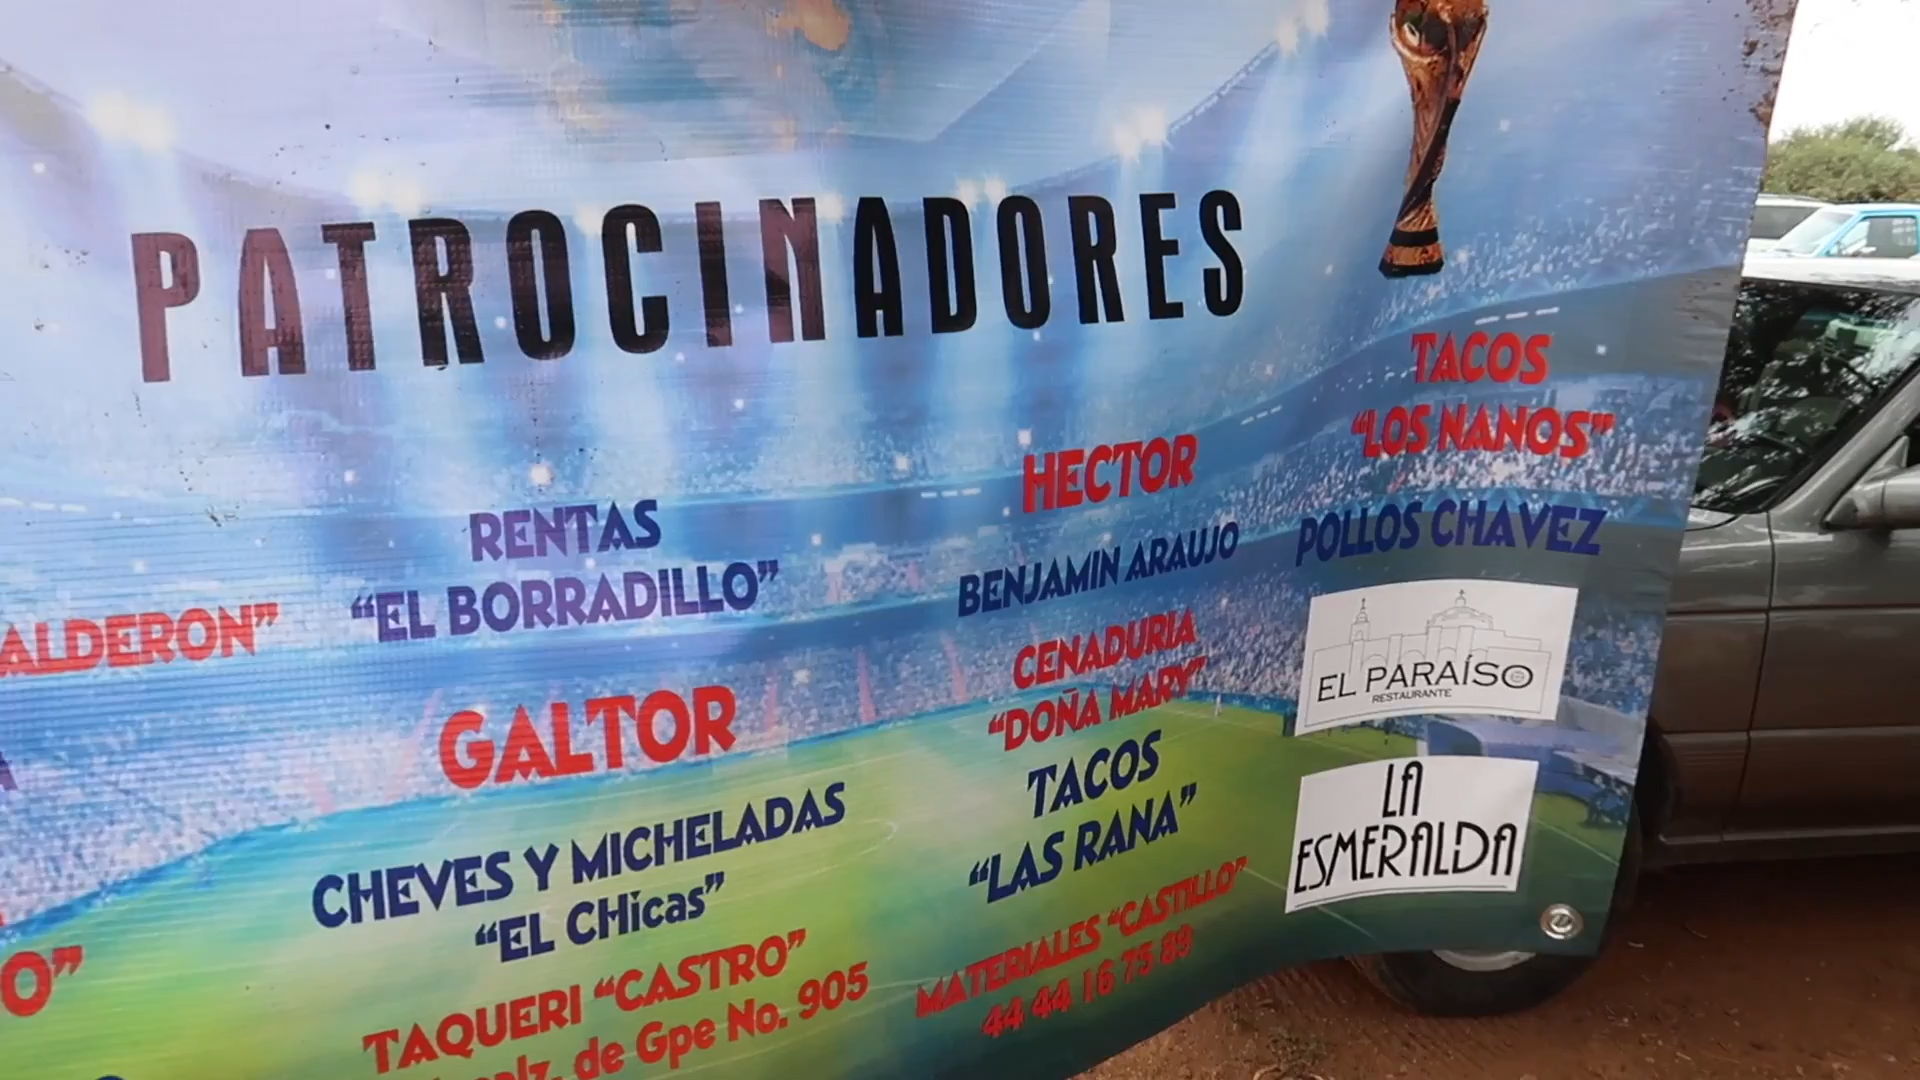 PATROCINADORES
ALDERON"
O"
RENTAS
"EL BORRADILLO"
GALTOR
CHEVES Y MICHELADAS
"EL CHicas"
TAQUERI "CASTRO"
de Gpe No. 905
HECTOR
BENJAMIN ARAUJO
CENADURIA
"DOÑA MARY"
TACOS
"LAS RANA"
MATERIALES "CASTILLO"
44 44 16 75 89
TACOS
"LOS NANOS"
POLLOS CHAVEZ
EL PARAÍSO
RESTAURANTE
LA
ESMERALDA